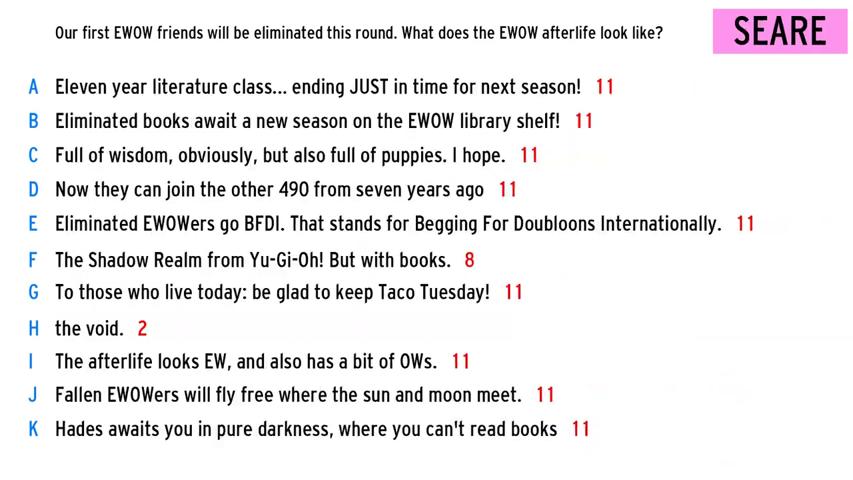 Our first EWOW friends will be eliminated this round. What does the EWOW afterlife look like?
SEARE
A Eleven year literature class... ending JUST in time for next season! 11
B Eliminated books await a new season on the EWOW library shelf! 11
C Full of wisdom, obviously, but also full of puppies. I hope. 11
D Now they can join the other 490 from seven years ago 11
E Eliminated EWOWers go BFDI. That stands for Begging For Doubloons Internationally. 11
F The Shadow Realm from Yu-Gi-Oh! But with books. 8
G To those who live today: be glad to keep Taco Tuesday! 11
H the void. 2
I The afterlife looks EW, and also has a bit of OWs. 11
J Fallen EWOWers will fly free where the sun and moon meet. 11
K Hades awaits you in pure darkness, where you can't read books 11